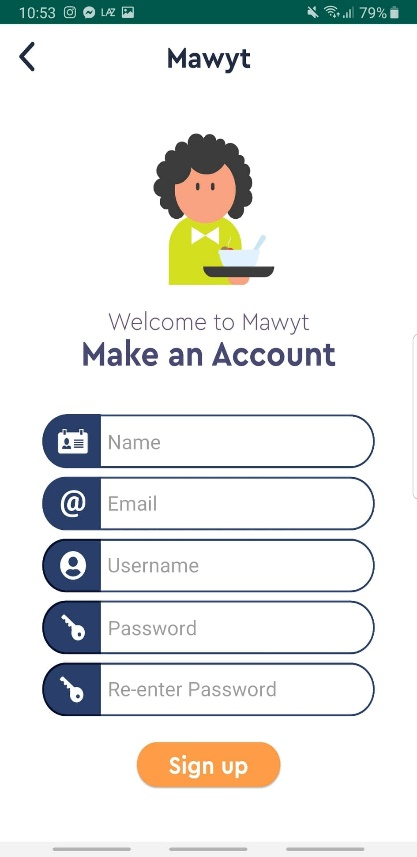 10:53 LAZ 79%
Mawyt
Welcome to Mawyt
Make an Account
Name
@ Email
Username
Password
Re-enter Password
Sign up